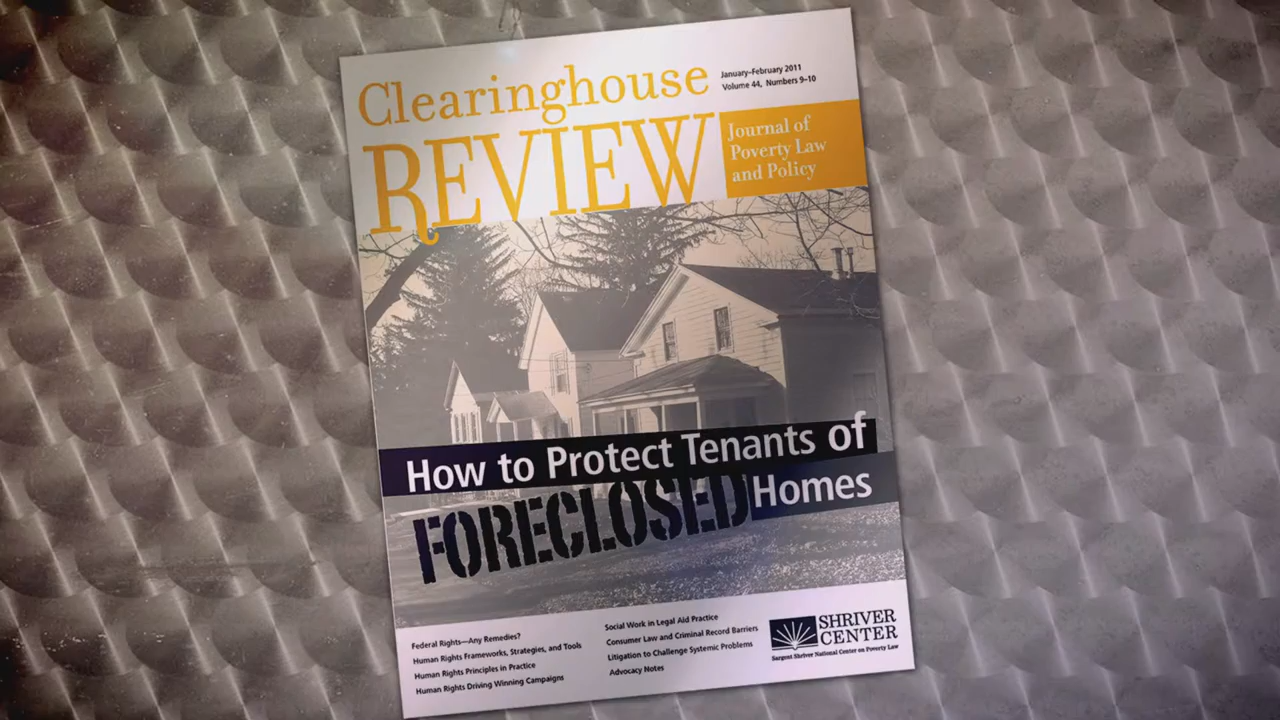 Clearinghouse
REVIEW
January–February 2011
Volume 44, Numbers 9–10
Journal of
Poverty Law
and Policy
How to Protect Tenants of
FORECLOSED Homes
Federal Rights—Any Remedies?
Human Rights Frameworks, Strategies, and Tools
Human Rights Principles in Practice
Human Rights Driving Winning Campaigns
Social Work in Legal Aid Practice
Consumer Law and Criminal Record Barriers
Litigation to Challenge Systemic Problems
Advocacy Notes
SHRIVER
CENTER
Sargent Shriver National Center on Poverty Law